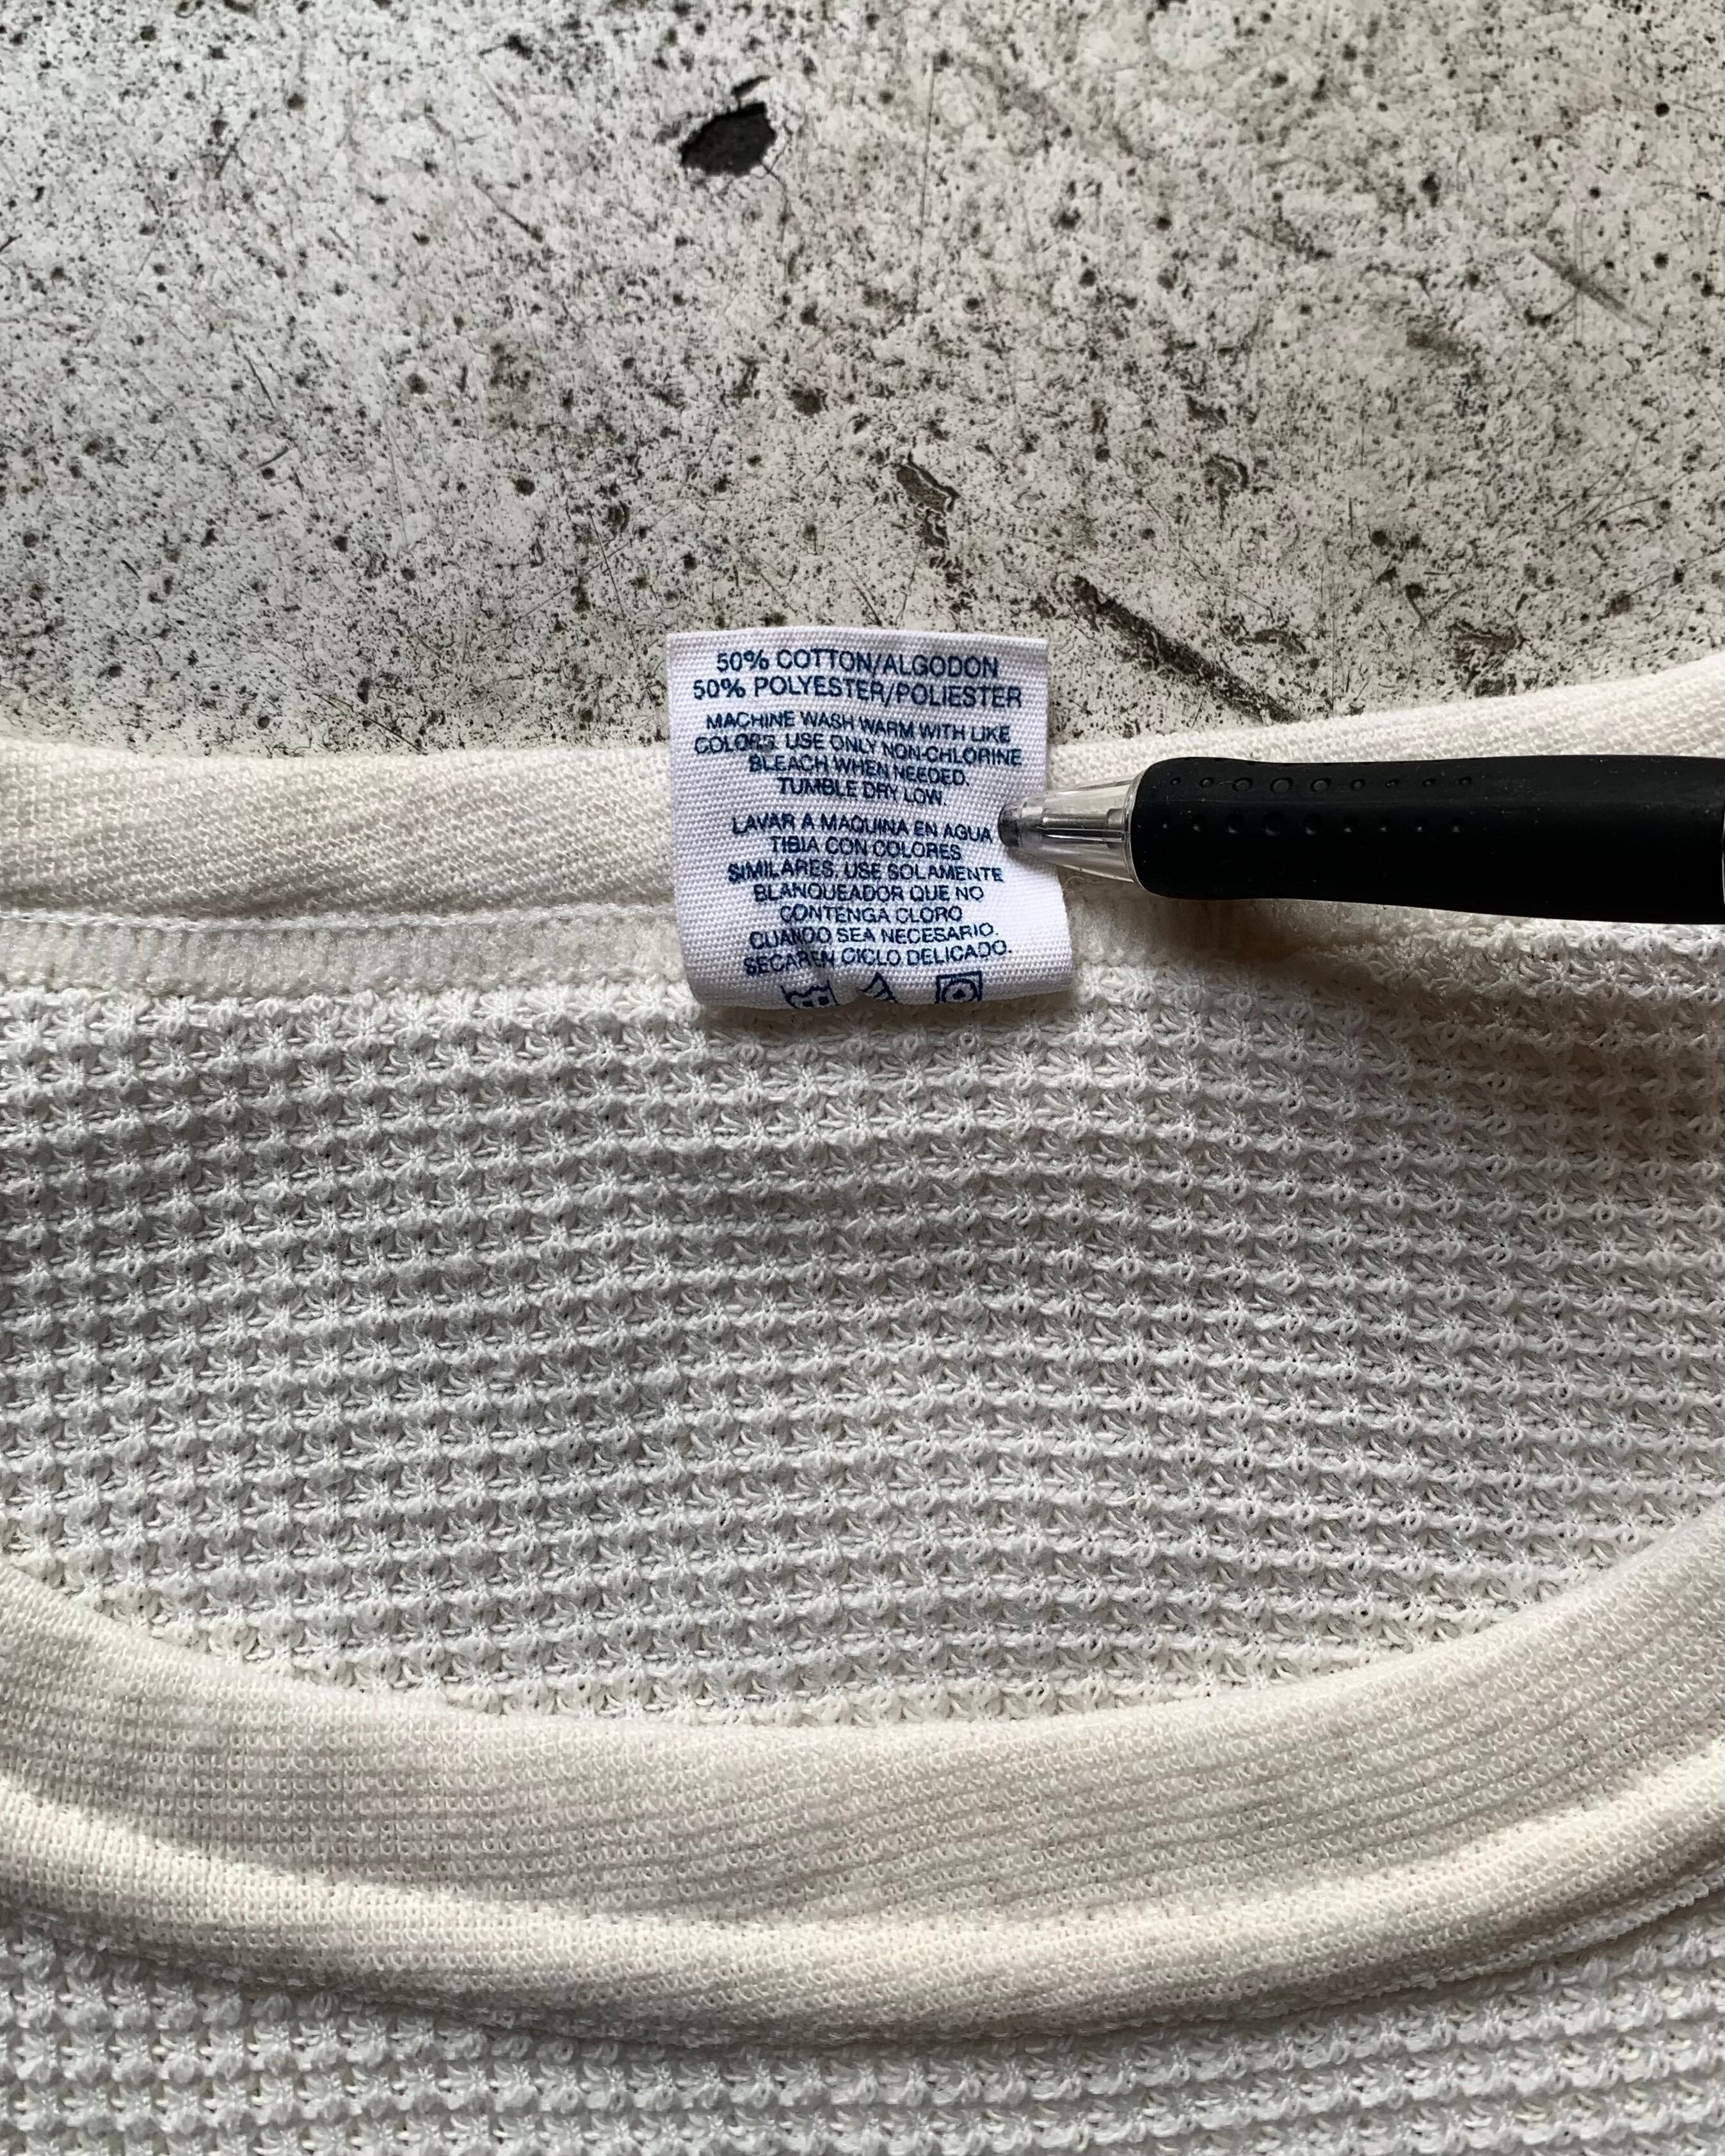 50% COTTON/ALGODON
50% POLYESTER/POLIESTER
MACHINE WASH WARM WITH LIKE
COLORS. USE ONLY NON-CHLORINE
BLEACH WHEN NEEDED.
TUMBLE DRY LOW.
LAVAR A MAQUINA EN AGUA
TIBIA CON COLORES
SIMILARES. USE SOLAMENTE
BLANQUEADOR QUE NO
CONTENGA CLORO
CUANDO SEA NECESARIO.
SECAR EN CICLO DELICADO.